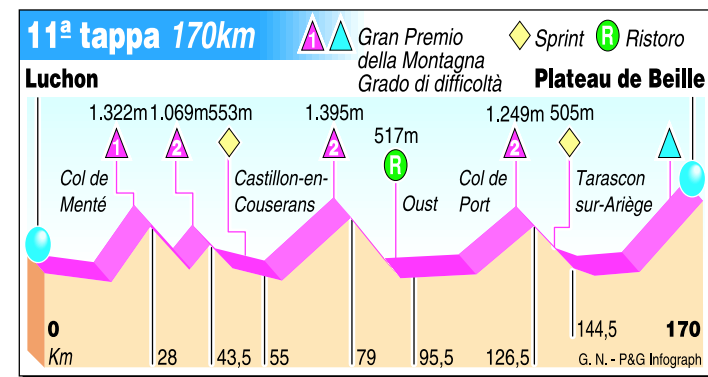 11ª tappa 170km
1 Gran Premio
della Montagna
Grado di difficoltà
Sprint R Ristoro
Luchon
Plateau de Beille
1.322m 1.069m 553m 1.395m 517m 1.249m 505m
1 2 2 R 2
Col de
Menté
Castillon-en-
Couserans
Oust
Col de
Port
Tarascon
sur-Ariège
0 144,5 170
Km 28 43,5 55 79 95,5 126,5 G. N. - P&G Infograph